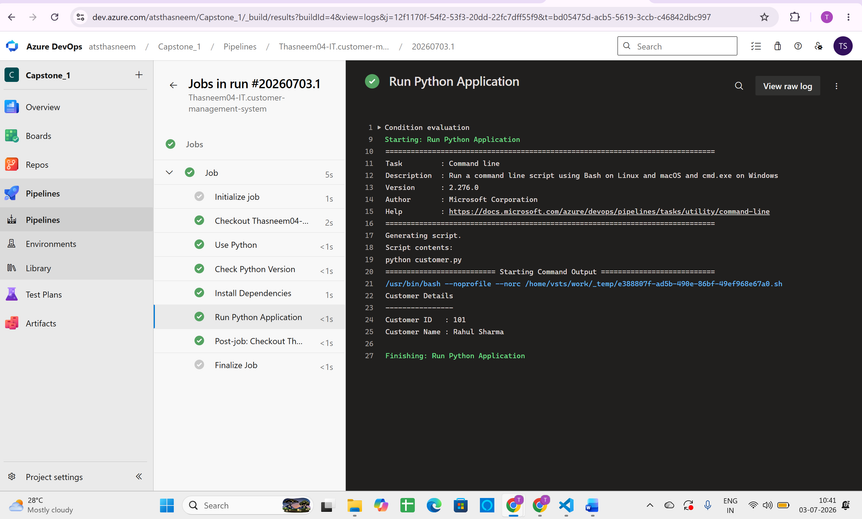 dev.azure.com/atsthasneem/Capstone_1/_build/results?buildId=4&view=logs&j=12f1170f-54f2-53f3-20dd-22fc7dff55f9&t=bd05475d-acb5-5619-3ccb-c46842dbc997
T
Azure DevOps atsthasneem / Capstone_1 / Pipelines / Thasneem04-IT.customer-m... / 20260703.1
Search
TS
C Capstone_1 +
Overview
Boards
Repos
Pipelines
Pipelines
Environments
Library
Test Plans
Artifacts
Project settings
Jobs in run #20260703.1
Thasneem04-IT.customer-
management-system
Jobs
Job 5s
Initialize job 1s
Checkout Thasneem04-... 2s
Use Python <1s
Check Python Version <1s
Install Dependencies 1s
Run Python Application <1s
Post-job: Checkout Th... <1s
Finalize Job <1s
Run Python Application
View raw log
1 Condition evaluation
9 Starting: Run Python Application
10 ==============================================================================
11 Task : Command line
12 Description : Run a command line script using Bash on Linux and macOS and cmd.exe on Windows
13 Version : 2.276.0
14 Author : Microsoft Corporation
15 Help : https://docs.microsoft.com/azure/devops/pipelines/tasks/utility/command-line
16 ==============================================================================
17 Generating script.
18 Script contents:
19 python customer.py
20 ========================== Starting Command Output ===========================
21 /usr/bin/bash --noprofile --norc /home/vsts/work/_temp/e388807f-ad5b-490e-86bf-49ef968e67a0.sh
22 Customer Details
23 ----------------
24 Customer ID : 101
25 Customer Name : Rahul Sharma
26
27 Finishing: Run Python Application
28°C
Mostly cloudy
Search
T
T
ENG
IN
10:41
03-07-2026